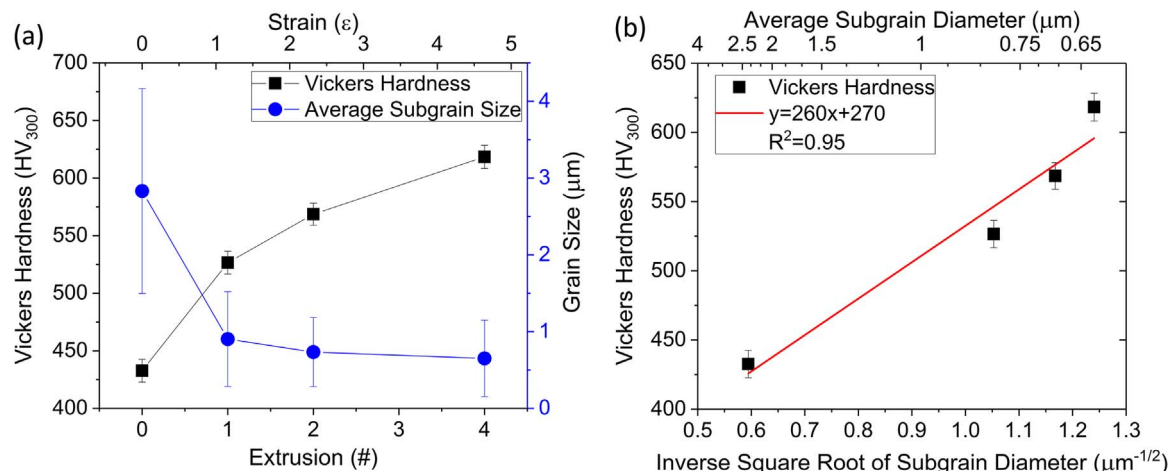 (a)
Strain (ε)
0 1 2 3 4 5
700
650
600
550
500
450
400
Vickers Hardness (HV300)
Vickers Hardness
Average Subgrain Size
4
3
2
1
0
Grain Size (μm)
0 1 2 4
Extrusion (#)
(b)
Average Subgrain Diameter (μm)
4 2.5 2 1.5 1 0.75 0.65
650
600
550
500
450
400
Vickers Hardness (HV300)
Vickers Hardness
y=260x+270
R²=0.95
0.5 0.6 0.7 0.8 0.9 1.0 1.1 1.2 1.3
Inverse Square Root of Subgrain Diameter (μm-1/2)